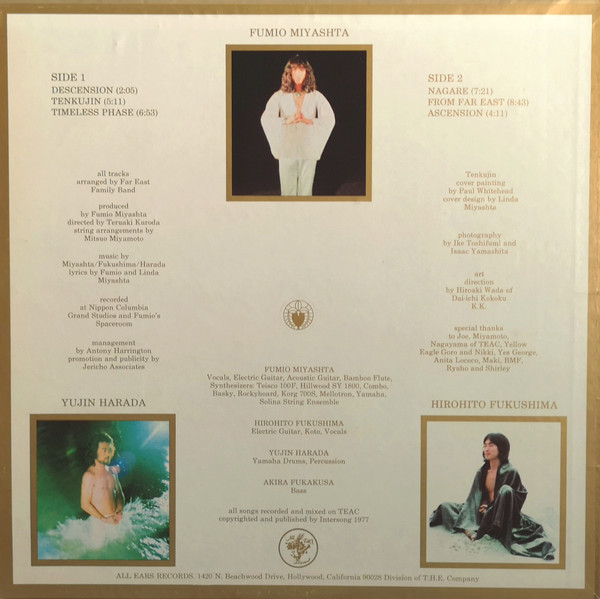 FUMIO MIYASHTA
SIDE 1
DESCENSION (2:05)
TENKUJIN (5:11)
TIMELESS PHASE (6:53)
SIDE 2
NAGARE (7:21)
FROM FAR EAST (8:43)
ASCENSION (4:11)
all tracks
arranged by Far East
Family Band
produced
by Fumio Miyashta
directed by Teruaki Kuroda
string arrangements by
Mitsuo Miyamoto
music by
Miyashta/Fukushima/Harada
lyrics by Fumio and Linda
Miyashta
recorded
at Nippon Columbia
Grand Studios and Fumio's
Spaceroom
management
by Antony Harrington
promotion and publicity by
Jericho Associates
Tenkujin
cover painting
by Paul Whitehead
cover design by Linda
Miyashta
photography
by Ike Toshifumi and
Isaac Yamashita
art
direction
by Hiroaki Wada of
Dai-ichi Kokoku
K.K.
special thanks
to Joe, Miyamoto,
Nagayama of TEAC, Yellow
Eagle Goro and Nikki, Yes George,
Anita Lococo, Maki, BMF,
Ryaho and Shirley
FUMIO MIYASHTA
Vocals, Electric Guitar, Acoustic Guitar, Bamboo Flute,
Synthesizers: Teisco 100F, Hillwood SY 1800, Combo,
Busky, Rockyboard, Korg 700S, Mellotron, Yamaha,
Solina String Ensemble
HIROHITO FUKUSHIMA
Electric Guitar, Koto, Vocals
YUJIN HARADA
Yamaha Drums, Percussion
AKIRA FUKAKUSA
Bass
all songs recorded and mixed on TEAC
copyrighted and published by Intersong 1977
YUJIN HARADA
HIROHITO FUKUSHIMA
ALL EARS RECORDS. 1420 N. Beachwood Drive, Hollywood, California 90028 Division of T.H.E. Company